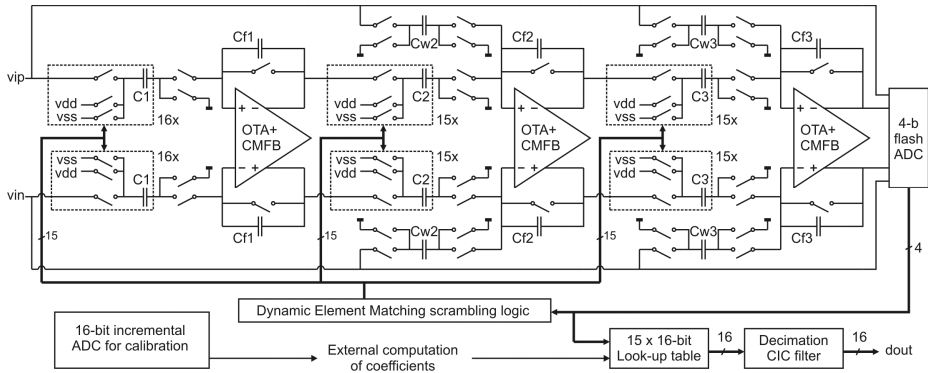 Cf1
Cw2
Cf2
Cw3
Cf3
vip
C1
vdd
vss
16x
OTA+
CMFB
C2
vdd
vss
15x
OTA+
CMFB
C3
vdd
vss
15x
OTA+
CMFB
4-b
flash
ADC
vss
vdd
16x
C1
vss
vdd
15x
C2
vss
vdd
15x
C3
vin
15
Cf1
15
Cw2
Cf2
15
Cw3
Cf3
4
Dynamic Element Matching scrambling logic
16-bit incremental
ADC for calibration
External computation
of coefficients
15 x 16-bit
Look-up table
16
Decimation
CIC filter
16
dout